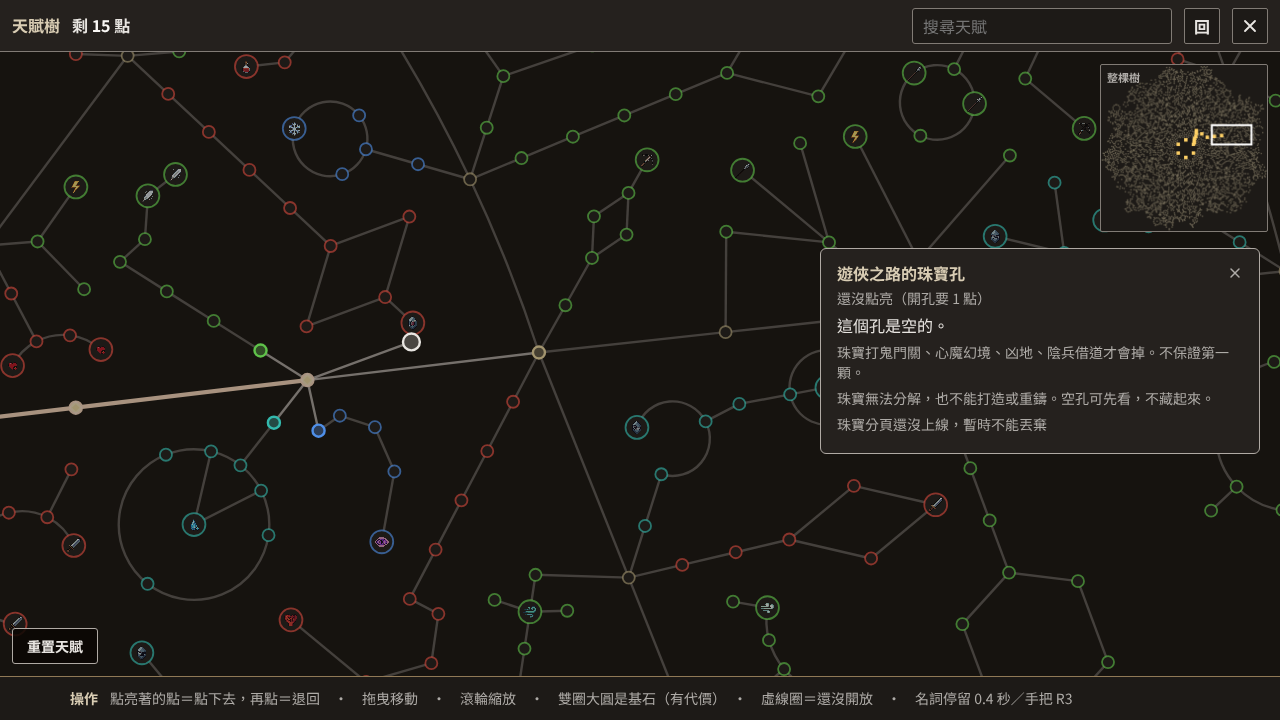 天賦樹 剩 15 點
搜尋天賦
回
整棵樹
遊俠之路的珠寶孔
還沒點亮（開孔要 1 點）
這個孔是空的。
珠寶打鬼門關、心魔幻境、凶地、陰兵借道才會掉。不保證第一
顆。
珠寶無法分解，也不能打造或重鑄。空孔可先看，不藏起來。
珠寶分頁還沒上線，暫時不能丟棄
重置天賦
操作 點亮著的點＝點下去，再點＝退回 • 拖曳移動 • 滾輪縮放 • 雙圈大圓是基石（有代價） • 虛線圈＝還沒開放 • 名詞停留 0.4 秒／手把 R3